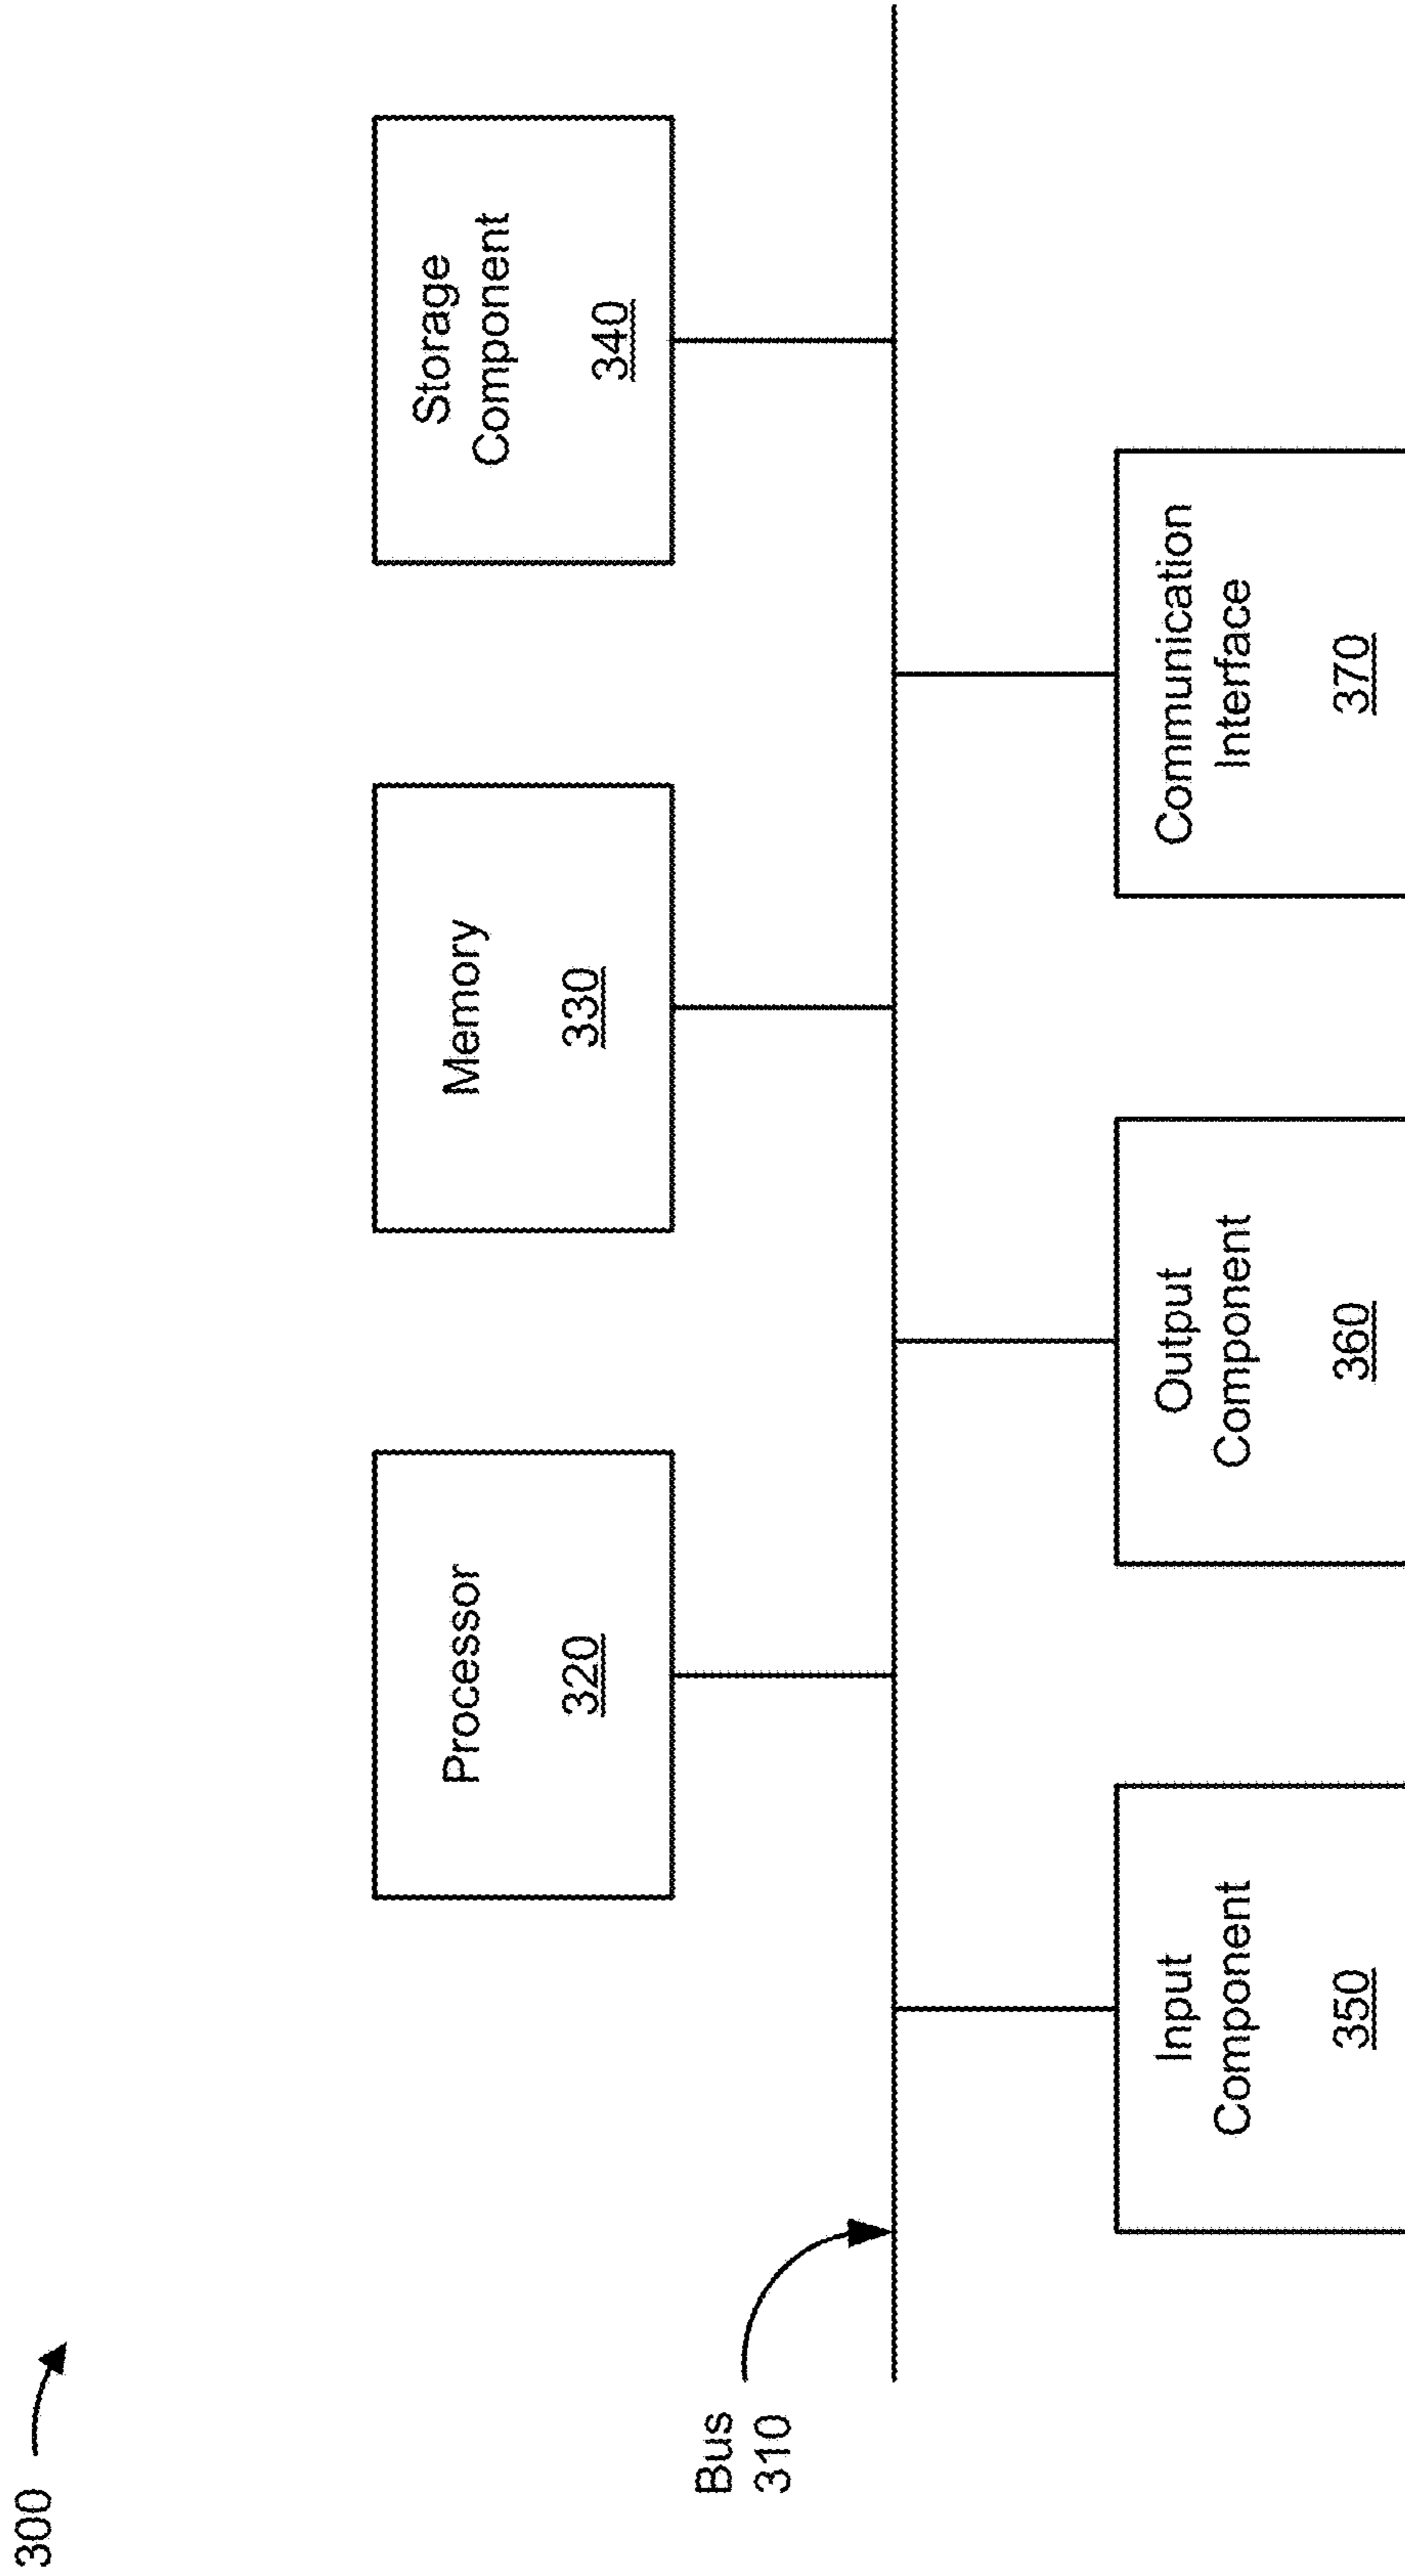 300
Processor
320
Memory
330
Storage
Component
340
Bus
310
Input
Component
350
Output
Component
360
Communication
Interface
370